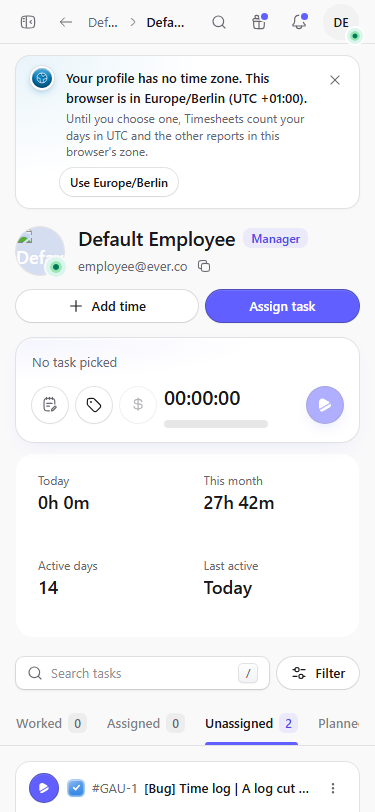 Def... > Defa... DE
Your profile has no time zone. This
browser is in Europe/Berlin (UTC +01:00).
Until you choose one, Timesheets count your
days in UTC and the other reports in this
browser's zone.
Use Europe/Berlin
Defa
Default Employee Manager
employee@ever.co
+ Add time Assign task
No task picked
$ 00:00:00
Today This month
0h 0m 27h 42m
Active days Last active
14 Today
Search tasks / Filter
Worked 0 Assigned 0 Unassigned 2 Planne
#GAU-1 [Bug] Time log | A log cut ...